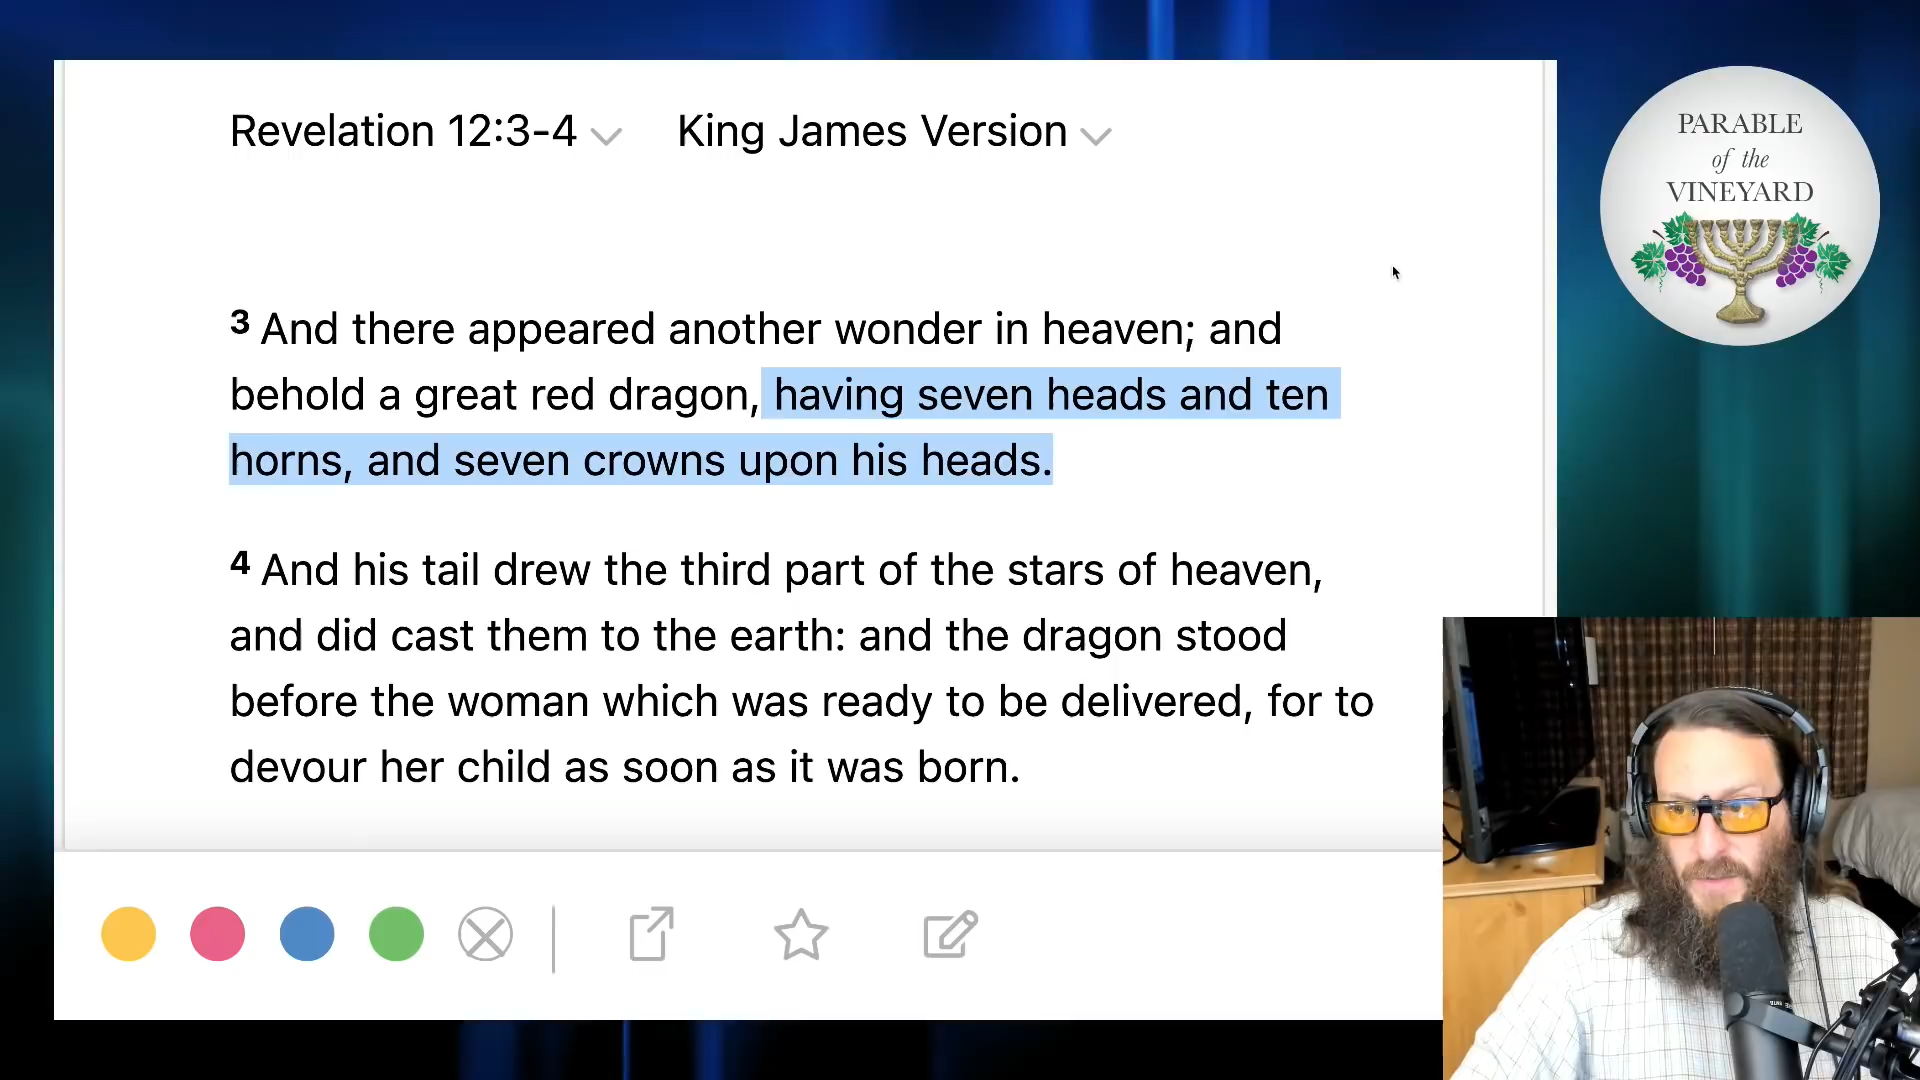 Revelation 12:3-4 King James Version
PARABLE
of the
VINEYARD
3 And there appeared another wonder in heaven; and
behold a great red dragon, having seven heads and ten
horns, and seven crowns upon his heads.
4 And his tail drew the third part of the stars of heaven,
and did cast them to the earth: and the dragon stood
before the woman which was ready to be delivered, for to
devour her child as soon as it was born.